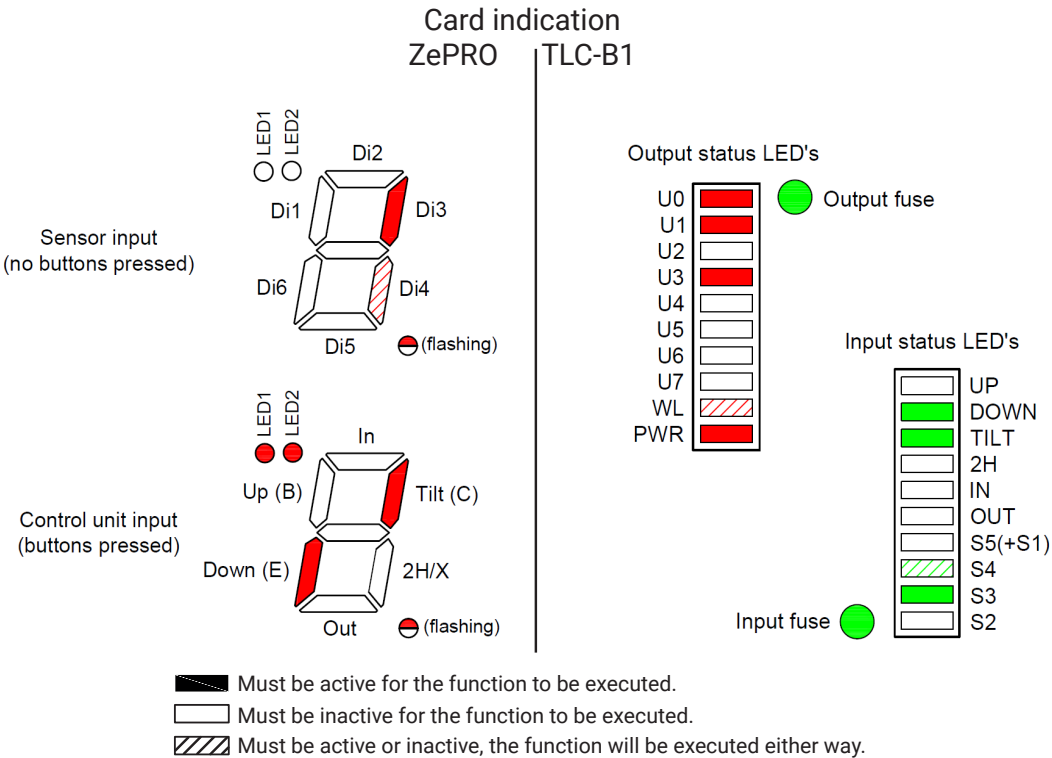 Card indication
ZePRO
TLC-B1
LED1
LED2
Di2
Di1
Di3
Sensor input
(no buttons pressed)
Di6
Di4
Di5
(flashing)
LED1
LED2
In
Up (B)
Tilt (C)
Control unit input
(buttons pressed)
Down (E)
2H/X
Out
(flashing)
Output status LED's
U0
Output fuse
U1
U2
U3
U4
U5
U6
U7
WL
PWR
Input status LED's
UP
DOWN
TILT
2H
IN
OUT
S5(+S1)
S4
S3
Input fuse
S2
Must be active for the function to be executed.
Must be inactive for the function to be executed.
Must be active or inactive, the function will be executed either way.